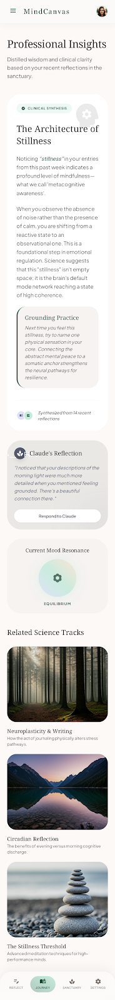 MindCanvas
Professional Insights
Distilled wisdom and clinical clarity
based on your recent reflections in the
sanctuary.
CLINICAL SYNTHESIS
The Architecture of
Stillness
Noticing "stillness" in your entries
from this past week indicates a
profound level of mindfulness—
what we call 'metacognitive
awareness'.
When you observe the absence
of noise rather than the presence
of calm, you are shifting from a
reactive state to an
observational one. This is a
foundational step in emotional
regulation. Science suggests
that this "stillness" isn't empty
space; it is the brain's default
mode network reaching a state
of high coherence.
Grounding Practice
Next time you feel this
stillness, try to name one
physical sensation in your
core. Connecting the
abstract mental peace to a
somatic anchor strengthens
the neural pathways for
resilience.
Synthesized from 14 recent
reflections
Claude's Reflection
"I noticed that your descriptions of the
morning light were much more
detailed when you mentioned feeling
grounded. There's a beautiful
connection there."
Respond to Claude
Current Mood Resonance
EQUILIBRIUM
Related Science Tracks
Neuroplasticity & Writing
How the act of journaling physically alters stress
pathways.
Circadian Reflection
The benefits of evening versus morning cognitive
discharge.
The Stillness Threshold
Advanced meditation techniques for high-
performance minds.
REFLECT
JOURNEY
SANCTUARY
SETTINGS